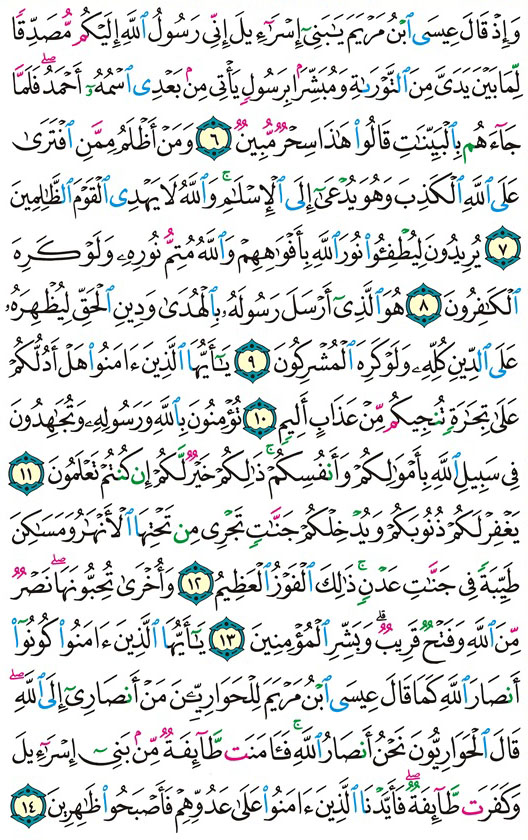 وَإِذْ قَالَ عِيسَى ٱبْنُ مَرْيَمَ يَـٰبَنِىٓ إِسْرَٰٓءِيلَ إِنِّى رَسُولُ ٱللَّهِ إِلَيْكُم مُّصَدِّقًا
لِّمَا بَيْنَ يَدَىَّ مِنَ ٱلتَّوْرَىٰةِ وَمُبَشِّرًۢا بِرَسُولٍ يَأْتِى مِنۢ بَعْدِى ٱسْمُهُۥٓ أَحْمَدُ ۖ فَلَمَّا
جَآءَهُم بِٱلْبَيِّنَـٰتِ قَالُوا۟ هَـٰذَا سِحْرٌ مُّبِينٌ ٦ وَمَنْ أَظْلَمُ مِمَّنِ ٱفْتَرَىٰ
عَلَى ٱللَّهِ ٱلْكَذِبَ وَهُوَ يُدْعَىٰٓ إِلَى ٱلْإِسْلَـٰمِ ۚ وَٱللَّهُ لَا يَهْدِى ٱلْقَوْمَ ٱلظَّـٰلِمِينَ
٧ يُرِيدُونَ لِيُطْفِـُٔوا۟ نُورَ ٱللَّهِ بِأَفْوَٰهِهِمْ وَٱللَّهُ مُتِمُّ نُورِهِۦ وَلَوْ كَرِهَ
ٱلْكَـٰفِرُونَ ٨ هُوَ ٱلَّذِىٓ أَرْسَلَ رَسُولَهُۥ بِٱلْهُدَىٰ وَدِينِ ٱلْحَقِّ لِيُظْهِرَهُۥ
عَلَى ٱلدِّينِ كُلِّهِۦ وَلَوْ كَرِهَ ٱلْمُشْرِكُونَ ٩ يَـٰٓأَيُّهَا ٱلَّذِينَ ءَامَنُوا۟ هَلْ أَدُلُّكُمْ
عَلَىٰ تِجَـٰرَةٍ تُنجِيكُم مِّنْ عَذَابٍ أَلِيمٍ ١٠ تُؤْمِنُونَ بِٱللَّهِ وَرَسُولِهِۦ وَتُجَـٰهِدُونَ
فِى سَبِيلِ ٱللَّهِ بِأَمْوَٰلِكُمْ وَأَنفُسِكُمْ ۚ ذَٰلِكُمْ خَيْرٌ لَّكُمْ إِن كُنتُمْ تَعْلَمُونَ ١١
يَغْفِرْ لَكُمْ ذُنُوبَكُمْ وَيُدْخِلْكُمْ جَنَّـٰتٍ تَجْرِى مِن تَحْتِهَا ٱلْأَنْهَـٰرُ وَمَسَـٰكِنَ
طَيِّبَةً فِى جَنَّـٰتِ عَدْنٍ ۚ ذَٰلِكَ ٱلْفَوْزُ ٱلْعَظِيمُ ١٢ وَأُخْرَىٰ تُحِبُّونَهَا ۖ نَصْرٌ
مِّنَ ٱللَّهِ وَفَتْحٌ قَرِيبٌ ۗ وَبَشِّرِ ٱلْمُؤْمِنِينَ ١٣ يَـٰٓأَيُّهَا ٱلَّذِينَ ءَامَنُوا۟ كُونُوٓا۟
أَنصَارَ ٱللَّهِ كَمَا قَالَ عِيسَى ٱبْنُ مَرْيَمَ لِلْحَوَارِيِّـۧنَ مَنْ أَنصَارِىٓ إِلَى ٱللَّهِ ۖ
قَالَ ٱلْحَوَارِيُّونَ نَحْنُ أَنصَارُ ٱللَّهِ ۖ فَـَٔامَنَت طَّآئِفَةٌ مِّنۢ بَنِىٓ إِسْرَٰٓءِيلَ
وَكَفَرَت طَّآئِفَةٌ ۖ فَأَيَّدْنَا ٱلَّذِينَ ءَامَنُوا۟ عَلَىٰ عَدُوِّهِمْ فَأَصْبَحُوا۟ ظَـٰهِرِينَ ١٤